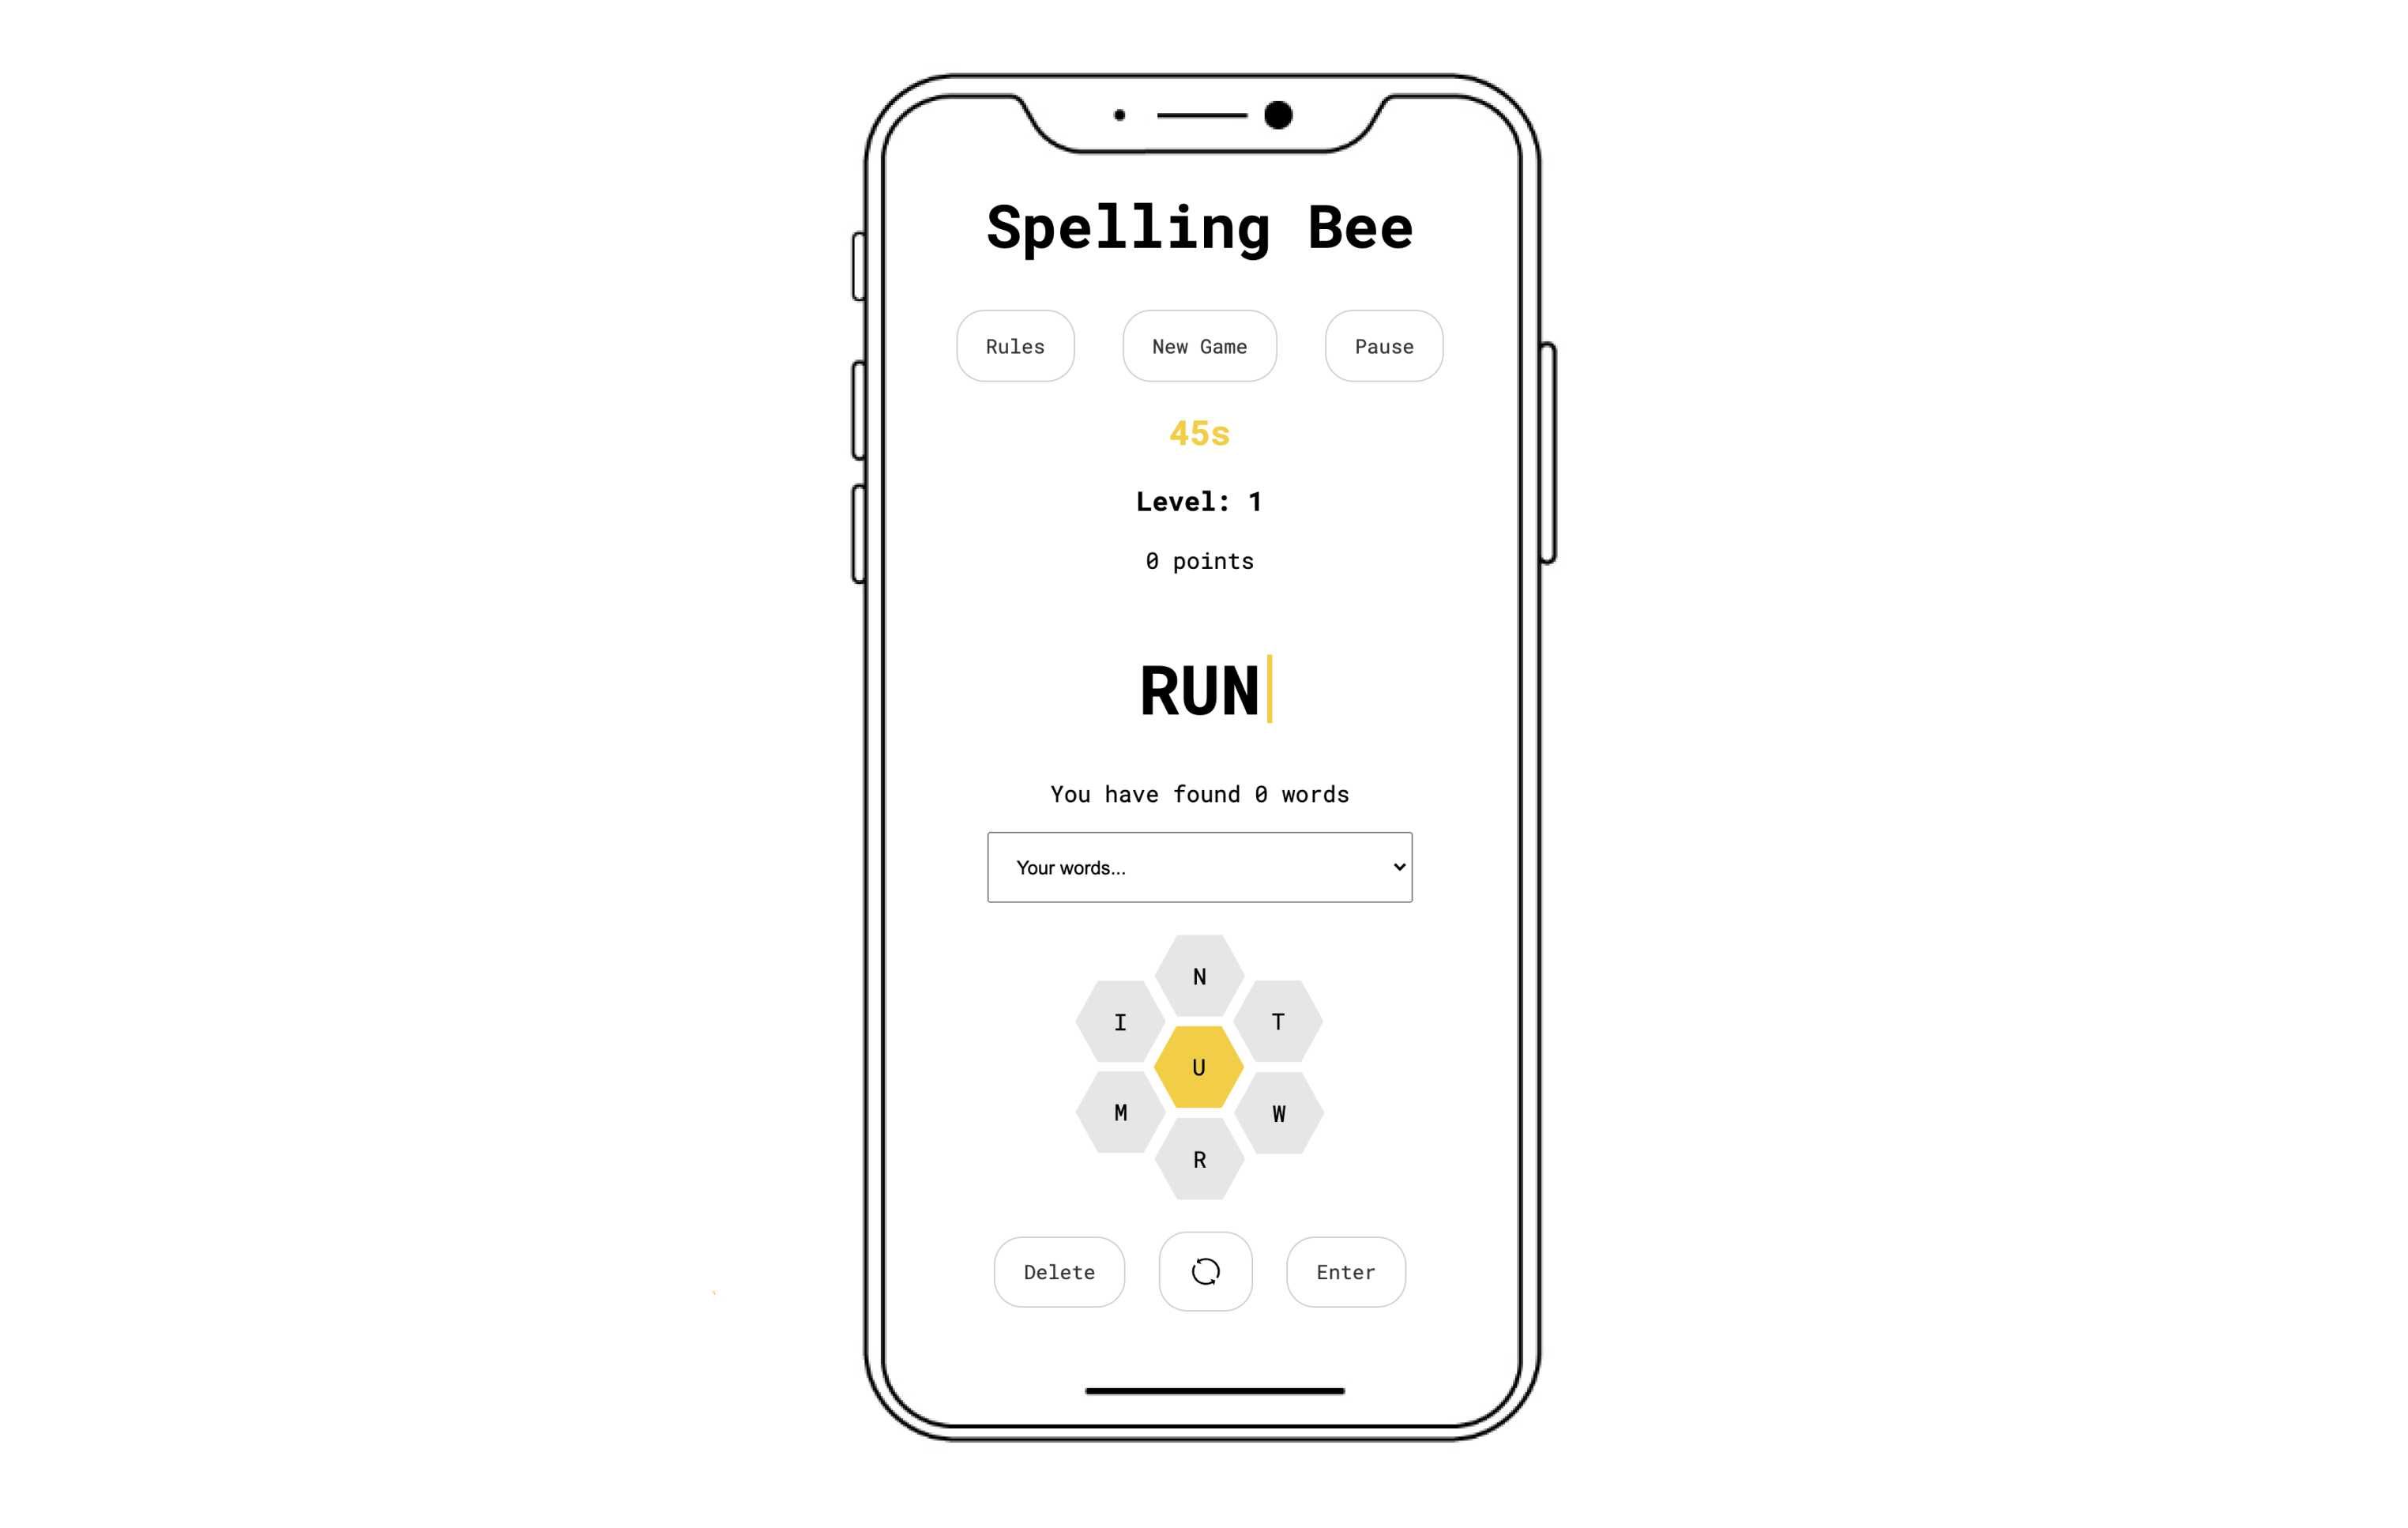 Spelling Bee
Rules New Game Pause
45s
Level: 1
0 points
RUN
You have found 0 words
Your words...
N
I T
U
M W
R
Delete Enter